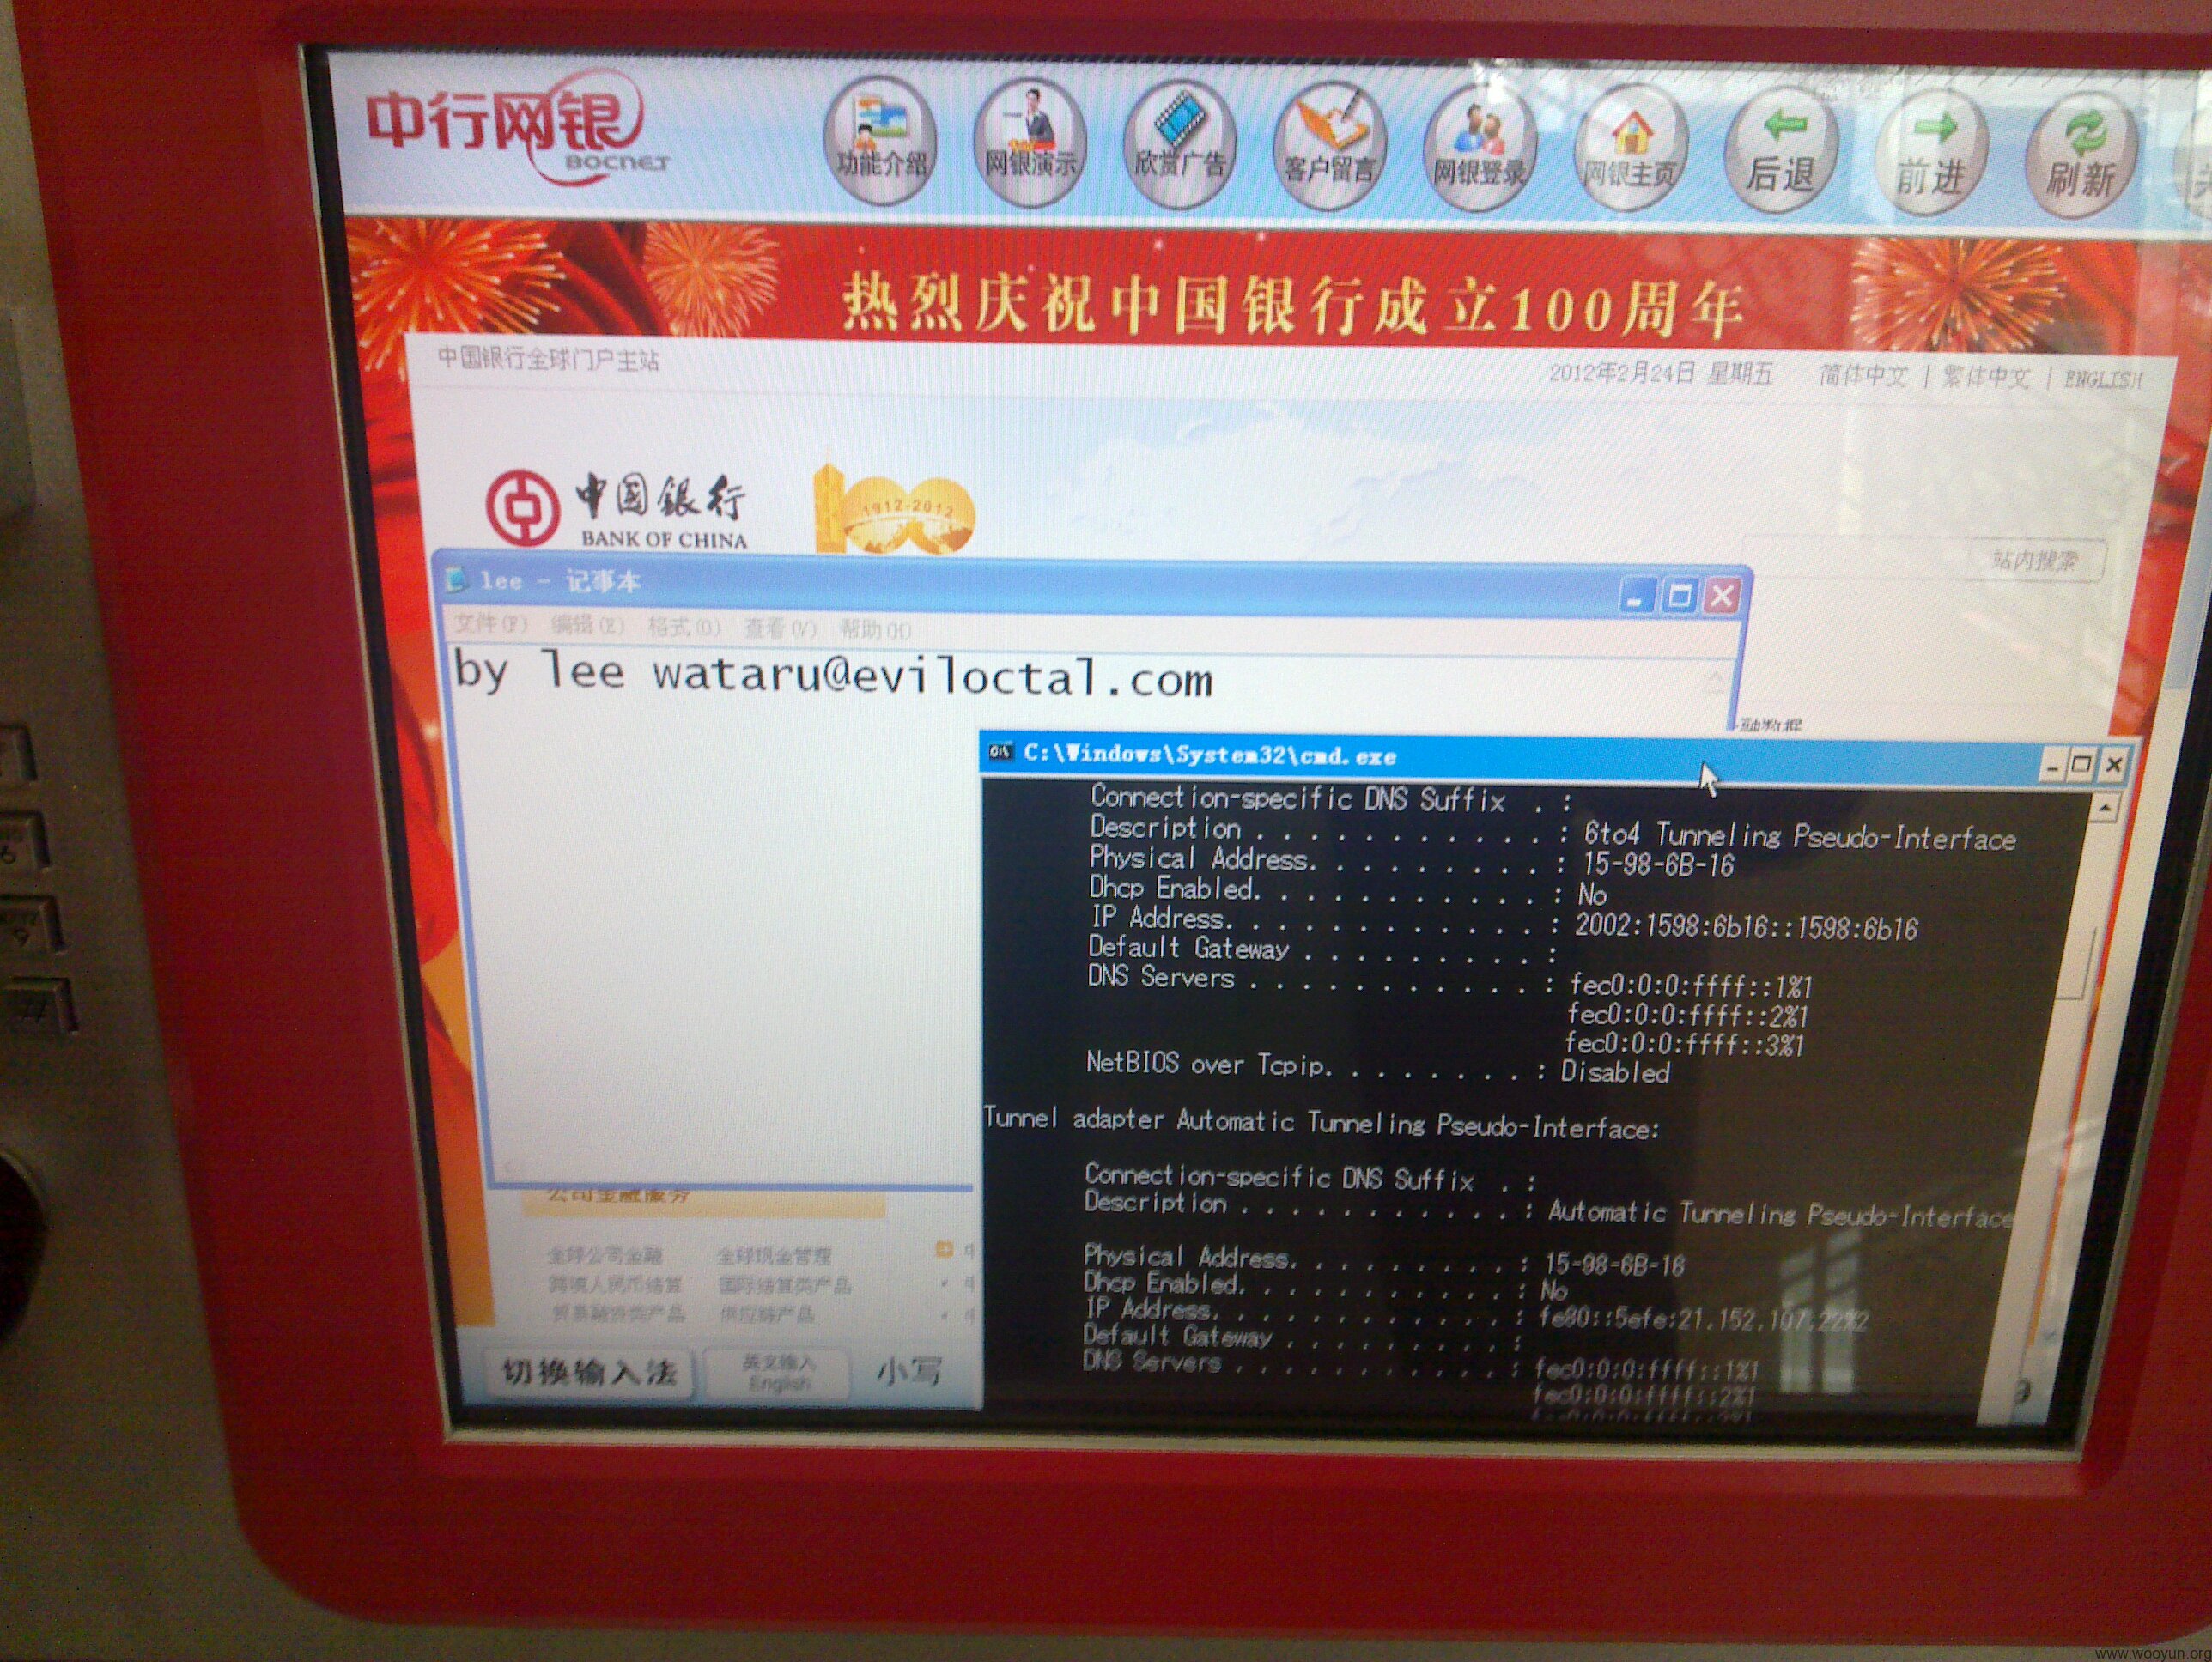 中行网银
BOCNET
功能介绍
网银演示
欣赏广告
客户留言
网银登录
网银主页
后退
前进
刷新
热烈庆祝中国银行成立100周年
中国银行全球门户主站
2012年2月24日 星期五 简体中文 | 繁体中文 | ENGLISH
中国银行
BANK OF CHINA
1912-2012
站内搜索
lee - 记事本
文件(F) 编辑(E) 格式(O) 查看(V) 帮助(H)
by lee wataru@eviloctal.com
融数据
C:\Windows\System32\cmd.exe
Connection-specific DNS Suffix . :
Description . . . . . . . . . . . : 6to4 Tunneling Pseudo-Interface
Physical Address. . . . . . . . . : 15-98-6B-16
Dhcp Enabled. . . . . . . . . . . : No
IP Address. . . . . . . . . . . . : 2002:1598:6b16::1598:6b16
Default Gateway . . . . . . . . . :
DNS Servers . . . . . . . . . . . : fec0:0:0:ffff::1%1
fec0:0:0:ffff::2%1
fec0:0:0:ffff::3%1
NetBIOS over Tcpip. . . . . . . . : Disabled
Tunnel adapter Automatic Tunneling Pseudo-Interface:
Connection-specific DNS Suffix . :
Description . . . . . . . . . . . : Automatic Tunneling Pseudo-Interface
Physical Address. . . . . . . . . : 15-98-6B-16
Dhcp Enabled. . . . . . . . . . . : No
IP Address. . . . . . . . . . . . : fe80::5efe:21.152.107.22%2
Default Gateway . . . . . . . . . :
DNS Servers . . . . . . . . . . . : fec0:0:0:ffff::1%1
fec0:0:0:ffff::2%1
fec0:0:0:ffff::3%1
公司金融服务
全球公司金融 全球现金管理
跨境人民币结算 国际结算类产品
贸易融资类产品 供应链产品
切换输入法
英文输入
English
小写
6
9
#
www.wooyun.org